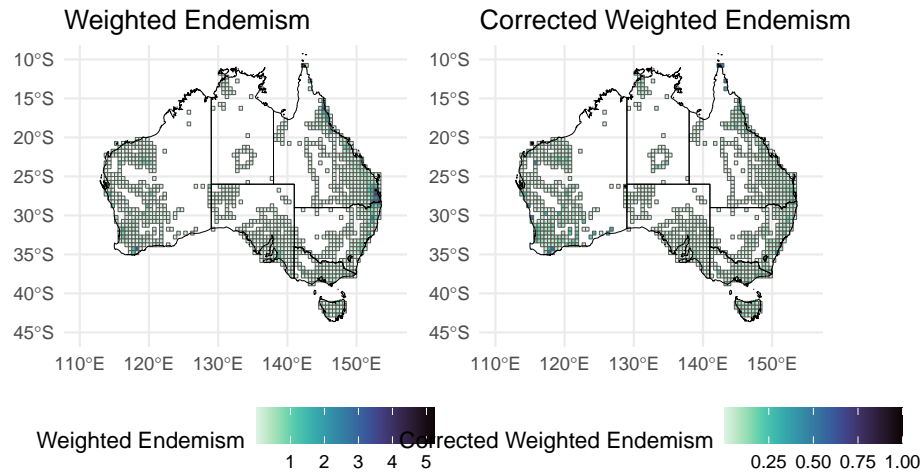 Weighted Endemism
Corrected Weighted Endemism
10°S
15°S
20°S
25°S
30°S
35°S
40°S
45°S
110°E 120°E 130°E 140°E 150°E
10°S
15°S
20°S
25°S
30°S
35°S
40°S
45°S
110°E 120°E 130°E 140°E 150°E
Weighted Endemism
1 2 3 4 5
Corrected Weighted Endemism
0.25 0.50 0.75 1.00